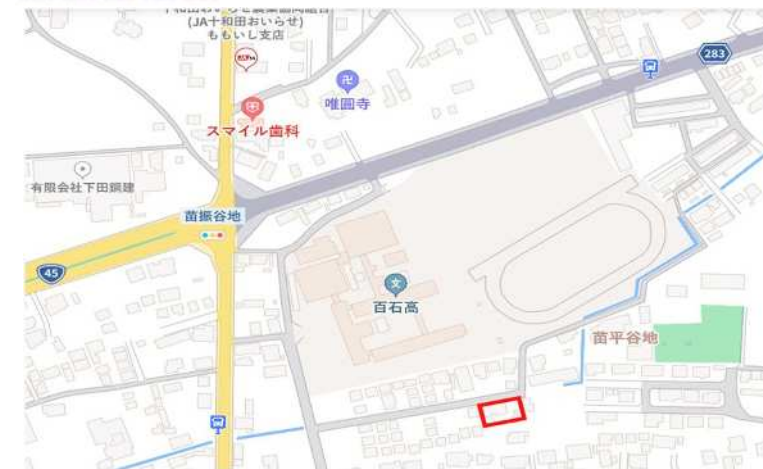 (JA十和田おいらせ)
ももいし支店
283
唯圓寺
スマイル歯科
有限会社下田鋼建
苗振谷地
45
文
百石高
苗平谷地